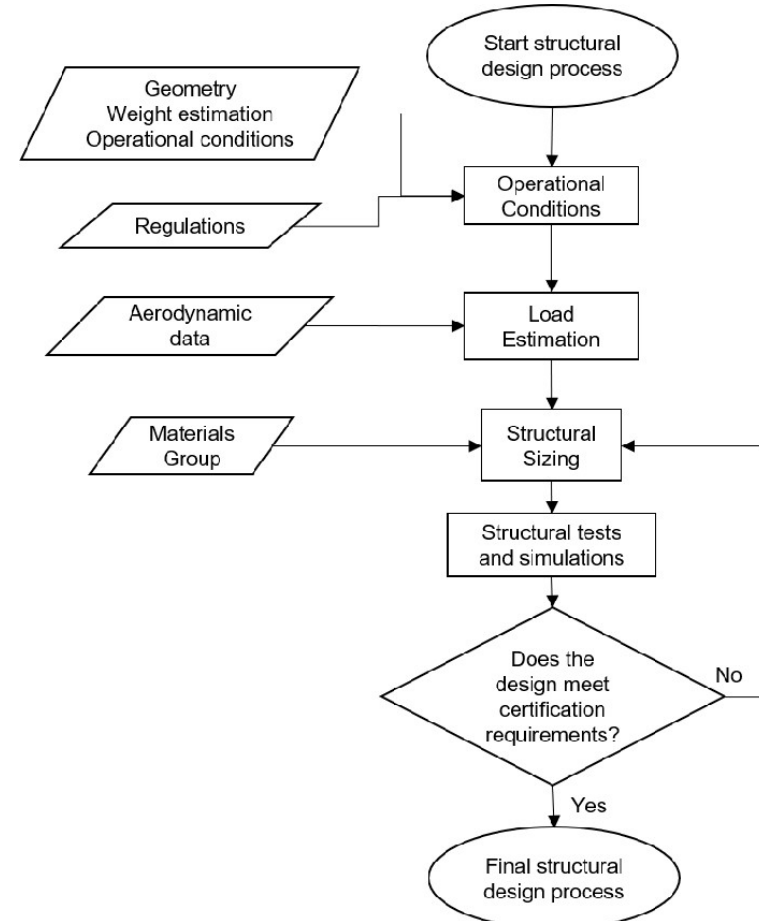 Start structural
design process
Geometry
Weight estimation
Operational conditions
Operational
Conditions
Regulations
Aerodynamic
data
Load
Estimation
Materials
Group
Structural
Sizing
Structural tests
and simulations
Does the
design meet
certification
requirements?
No
Yes
Final structural
design process